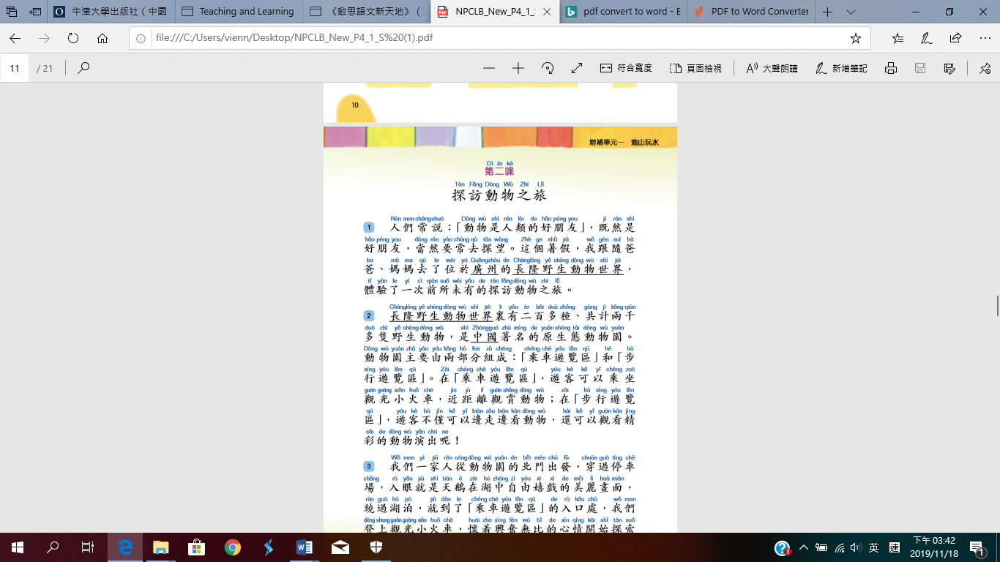 牛津大學出版社（中國
Teaching and Learning
《啟思語文新天地》（
NPCLB_New_P4_1_S
pdf convert to word - E
PDF to Word Converter
file:///C:/Users/vienn/Desktop/NPCLB_New_P4_1_S%20(1).pdf
11 / 21
符合寬度 頁面檢視 大聲朗讀 新增筆記
10
增補單元一 遊山玩水
Dì èr kè
第二課
Tàn Fǎng Dòng Wù Zhī Lǚ
探訪動物之旅
Rén men cháng shuō Dòng wù shì rén lèi de hǎo péng you jì rán shì
1 人們常説：「動物是人類的好朋友」，既然是
hǎo péng you dāng rán yào cháng qù tàn wàng Zhè ge shǔ jià wǒ gēn suí bà
好朋友，當然要常去探望。這個暑假，我跟隨爸
ba mā ma qù le wèi yú Guǎngzhōu de Chánglóng yě shēng dòng wù shì jiè
爸、媽媽去了位於廣州的長隆野生動物世界，
tǐ yàn le yí cì qián suǒ wèi yǒu de tàn fǎng dòng wù zhī lǚ
體驗了一次前所未有的探訪動物之旅。
Chánglóng yě shēng dòng wù shì jiè li yǒu èr bǎi duō zhǒng gòng jì liǎng qiān
2 長隆野生動物世界裏有二百多種、共計兩千
duō zhī yě shēng dòng wù shì Zhōngguó zhù míng de yuán shēng tài dòng wù yuán
多隻野生動物，是中國著名的原生態動物園。
Dòng wù yuán zhǔ yào yóu liǎng bù fen zǔ chéng chéng chē yóu lǎn qū hé bù
動物園主要由兩部分組成：「乘車遊覽區」和「步
xíng yóu lǎn qū Zài chéng chē yóu lǎn qū yóu kè kě yǐ chéng zuò
行遊覽區」。在「乘車遊覽區」，遊客可以乘坐
guān guāng xiǎo huǒ chē jìn jù lí guān shǎng dòng wù zài bù xíng yóu lǎn
觀光小火車，近距離觀賞動物；在「步行遊覽
qū yóu kè bù jǐn kě yǐ biān zǒu biān kàn dòng wù hái kě yǐ guān kàn jīng
區」，遊客不僅可以邊走邊看動物，還可以觀看精
cǎi de dòng wù yǎn chū ne
彩的動物演出呢！
Wǒ men yì jiā rén cóng dòng wù yuán de běi mén chū fā chuān guò tíng chē
3 我們一家人從動物園的北門出發，穿過停車
chǎng rù yǎn jiù shì tiān é zài hú zhōng zì yóu xī xì de měi lì huà miàn
場，入眼就是天鵝在湖中自由嬉戲的美麗畫面，
rào guò hú pō jiù dào le chéng chē yóu lǎn qū de rù kǒu chù wǒ men
繞過湖泊，就到了「乘車遊覽區」的入口處，我們
dēng shang guān guāng xiǎo huǒ chē huái zhe xīng fèn wú bǐ de xīn qíng kāi shǐ tàn suǒ
登上觀光小火車，懷着興奮無比的心情開始探索
英 速
下午 03:42
2019/11/18
1